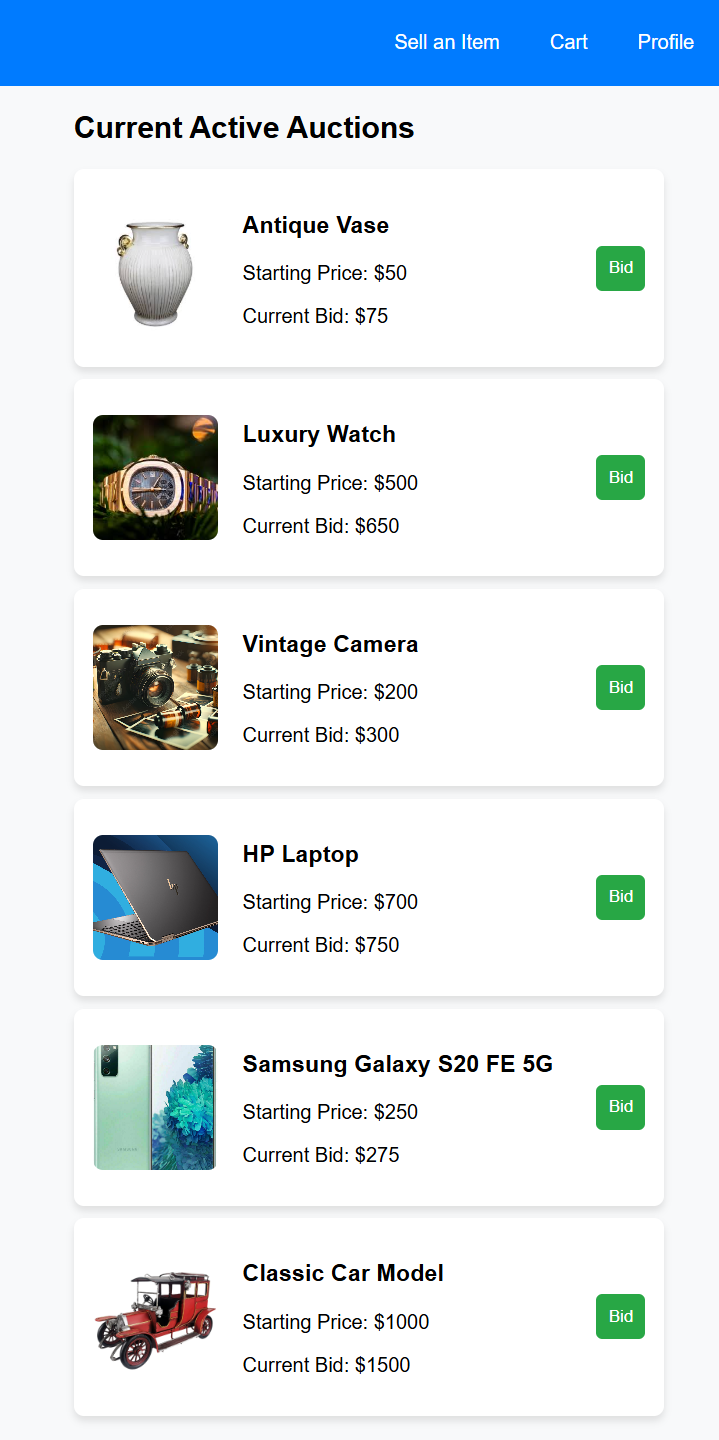 Sell an Item Cart Profile
Current Active Auctions
Antique Vase
Starting Price: $50
Current Bid: $75
Bid
Luxury Watch
Starting Price: $500
Current Bid: $650
Bid
Vintage Camera
Starting Price: $200
Current Bid: $300
Bid
HP Laptop
Starting Price: $700
Current Bid: $750
Bid
Samsung Galaxy S20 FE 5G
Starting Price: $250
Current Bid: $275
Bid
Classic Car Model
Starting Price: $1000
Current Bid: $1500
Bid